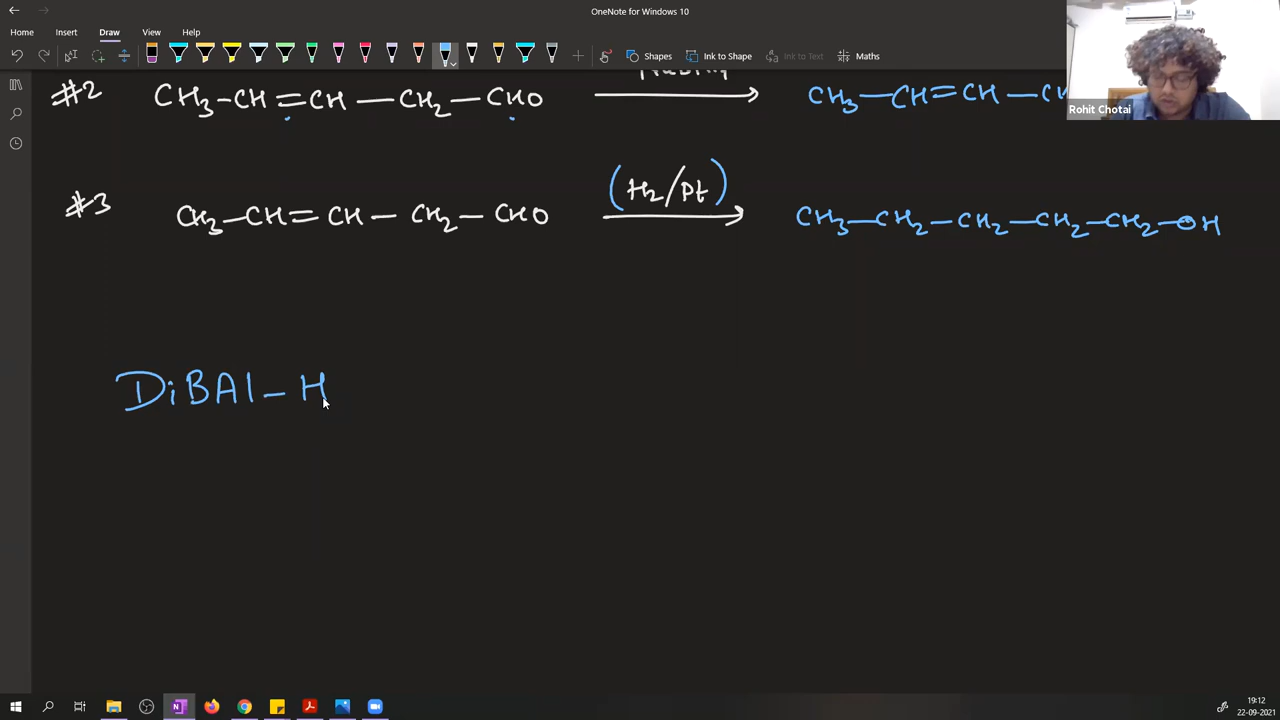 OneNote for Windows 10
Home Insert Draw View Help
Shapes Ink to Shape Ink to Text Maths
#2 CH3-CH=CH-CH2-CHO ⟶ CH3-CH=CH-
Rohit Chotai
#3 CH3-CH=CH-CH2-CHO (H2/Pt) ⟶ CH3-CH2-CH2-CH2-CH2-OH
DiBAl-H
19:12
22-09-2021